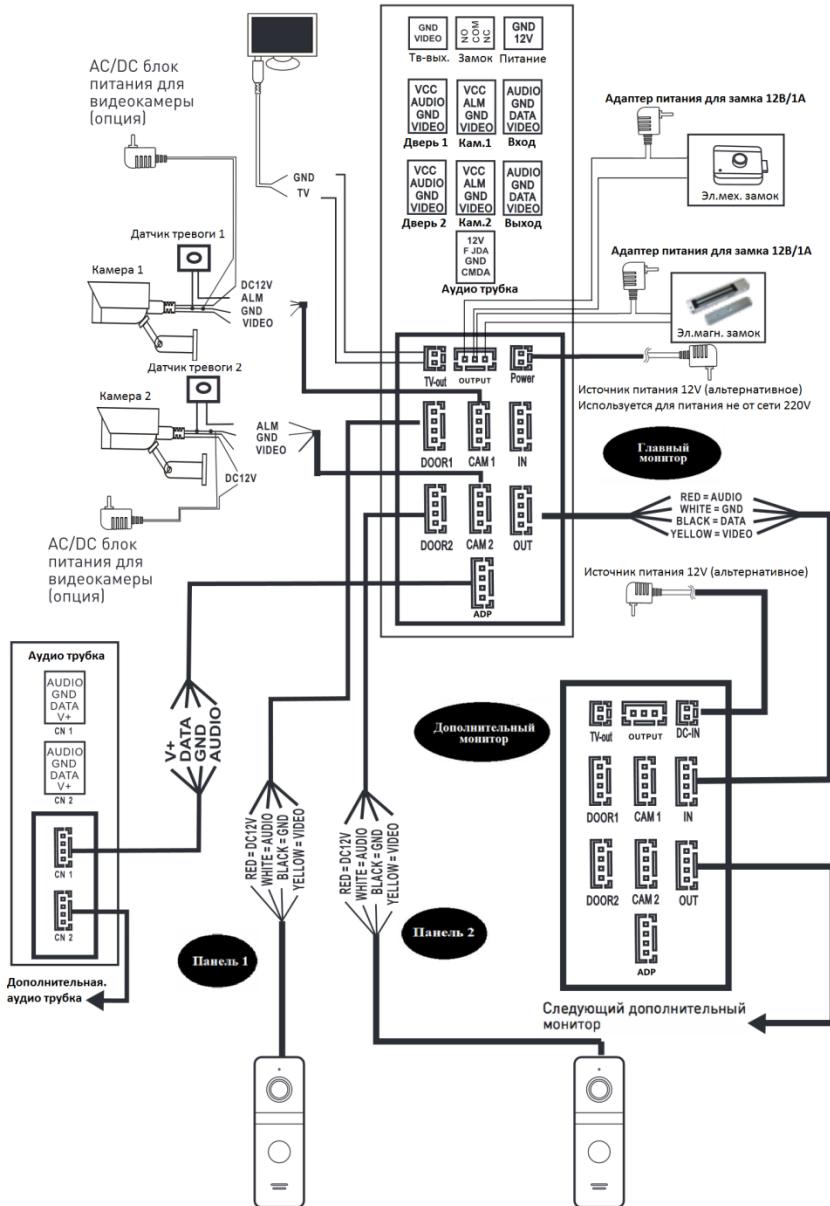 GND
VIDEO
Тв-вых.
NO
COM
NC
Замок
GND
12V
Питание
VCC
AUDIO
GND
VIDEO
Дверь 1
VCC
ALM
GND
VIDEO
Кам.1
AUDIO
GND
DATA
VIDEO
Вход
VCC
AUDIO
GND
VIDEO
Дверь 2
VCC
ALM
GND
VIDEO
Кам.2
AUDIO
GND
DATA
VIDEO
Выход
12V
F JDA
GND
CMDA
Аудио трубка
AC/DC блок
питания для
видеокамеры
(опция)
GND
TV
Датчик тревоги 1
Камера 1
DC12V
ALM
GND
VIDEO
Датчик тревоги 2
Камера 2
ALM
GND
VIDEO
DC12V
AC/DC блок
питания для
видеокамеры
(опция)
Адаптер питания для замка 12В/1А
Эл.мех. замок
Адаптер питания для замка 12В/1А
Эл.магн. замок
Источник питания 12V (альтернативное)
Используется для питания не от сети 220V
TV-out
OUTPUT
Power
DOOR1
CAM 1
IN
DOOR2
CAM 2
OUT
ADP
Главный
монитор
RED = AUDIO
WHITE = GND
BLACK = DATA
YELLOW = VIDEO
Источник питания 12V (альтернативное)
Дополнительный
монитор
TV-out
OUTPUT
DC-IN
DOOR1
CAM 1
IN
DOOR2
CAM 2
OUT
ADP
Следующий дополнительный
монитор
Аудио трубка
AUDIO
GND
DATA
V+
CN 1
AUDIO
GND
DATA
V+
CN 2
CN 1
CN 2
Дополнительная.
аудио трубка
V+
DATA
GND
AUDIO
RED = DC12V
WHITE = AUDIO
BLACK = GND
YELLOW = VIDEO
Панель 1
RED = DC12V
WHITE = AUDIO
BLACK = GND
YELLOW = VIDEO
Панель 2